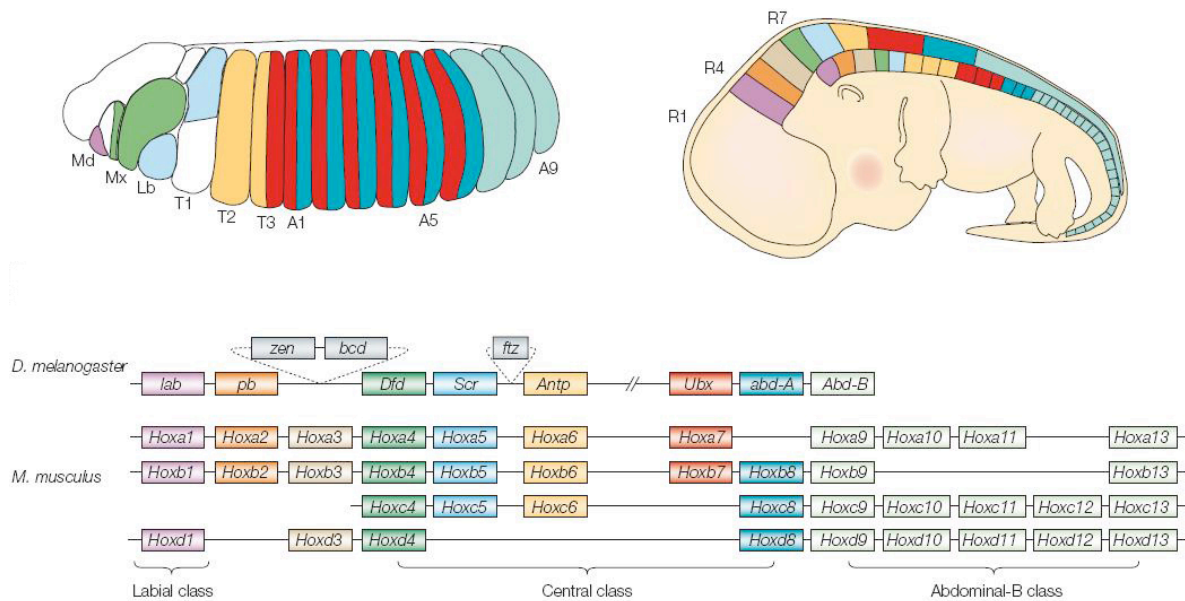 R7
R4
R1
Md
Mx
Lb
T1
T2
T3
A1
A5
A9
zen bcd ftz
D. melanogaster
lab pb Dfd Scr Antp // Ubx abd-A Abd-B
Hoxa1 Hoxa2 Hoxa3 Hoxa4 Hoxa5 Hoxa6 Hoxa7 Hoxa9 Hoxa10 Hoxa11 Hoxa13
M. musculus
Hoxb1 Hoxb2 Hoxb3 Hoxb4 Hoxb5 Hoxb6 Hoxb7 Hoxb8 Hoxb9 Hoxb13
Hoxc4 Hoxc5 Hoxc6 Hoxc8 Hoxc9 Hoxc10 Hoxc11 Hoxc12 Hoxc13
Hoxd1 Hoxd3 Hoxd4 Hoxd8 Hoxd9 Hoxd10 Hoxd11 Hoxd12 Hoxd13
Labial class Central class Abdominal-B class